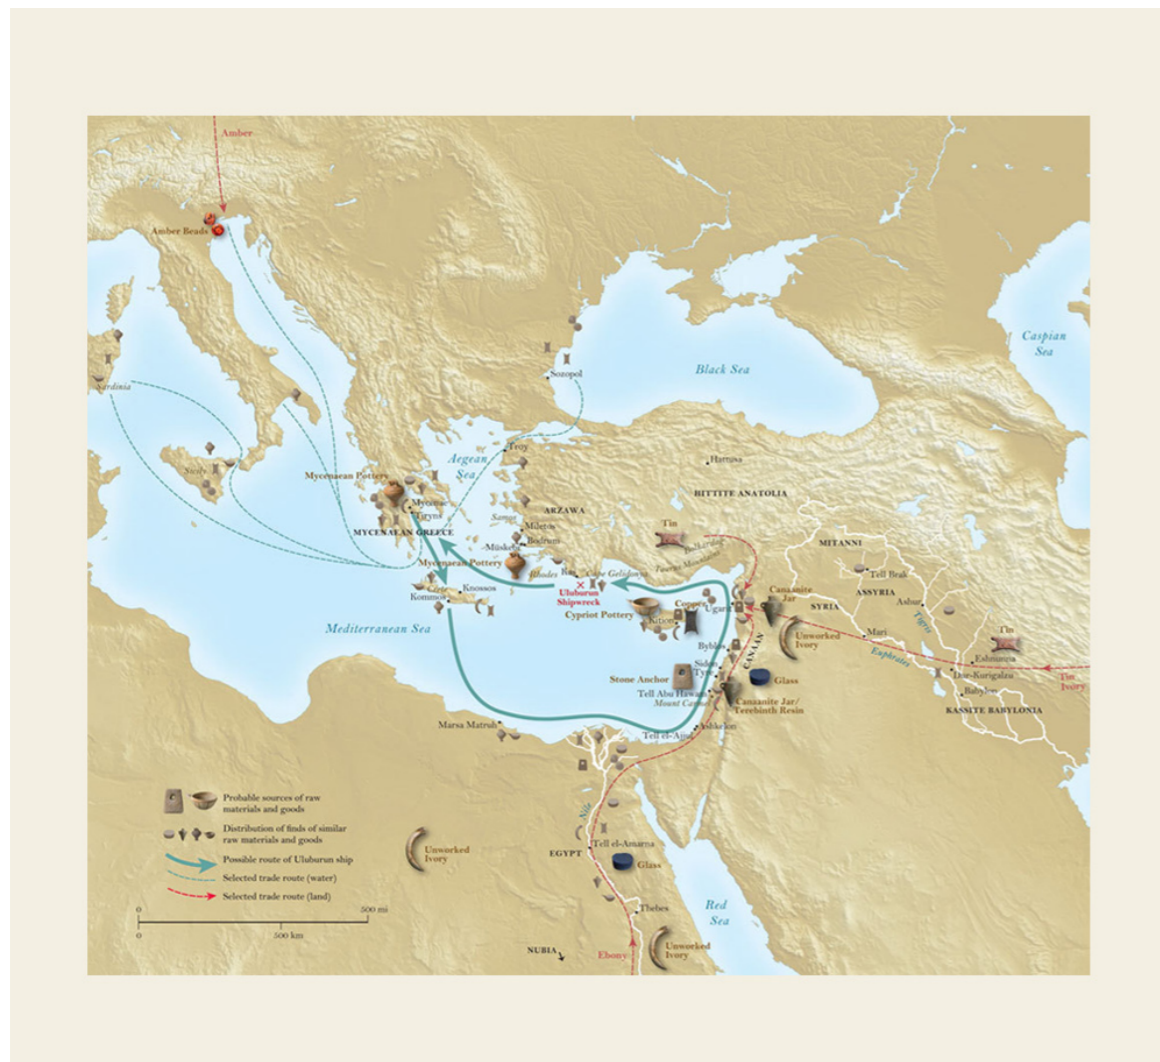 Amber
Amber Beads
Caspian
Sea
Black Sea
Sozopol
Sardinia
Sicily
Aegean
Sea
Troy
Hattusa
Mycenaean Pottery
Mycenae
Tiryns
MYCENAEAN GREECE
HITTITE ANATOLIA
ARZAWA
Samos
Miletus
Bodrum
Müskebi
Mycenaean Pottery
Tin
Taurus Mountains
MITANNI
Tell Brak
ASSYRIA
Ashur
Tigris
Rhodes
Kaş
Cape Gelidonya
Uluburun
Shipwreck
Crete
Knossos
Kommos
Copper
Ugarit
Cypriot Pottery
Kition
Canaanite
Jar
SYRIA
Unworked
Ivory
Mari
Euphrates
Tin
Eshnunna
Dur-Kurigalzu
Babylon
KASSITE BABYLONIA
Tin
Ivory
Mediterranean Sea
Byblos
CANAAN
Sidon
Tyre
Stone Anchor
Glass
Tell Abu Hawam
Mount Carmel
Canaanite Jar/
Terebinth Resin
Marsa Matruh
Ashkelon
Tell el-Ajjul
Nile
Probable sources of raw
materials and goods
Distribution of finds of similar
raw materials and goods
Possible route of Uluburun ship
Selected trade route (water)
Selected trade route (land)
0
500 mi
0
500 km
Unworked
Ivory
EGYPT
Tell el-Amarna
Glass
Thebes
Red
Sea
NUBIA
Ebony
Unworked
Ivory